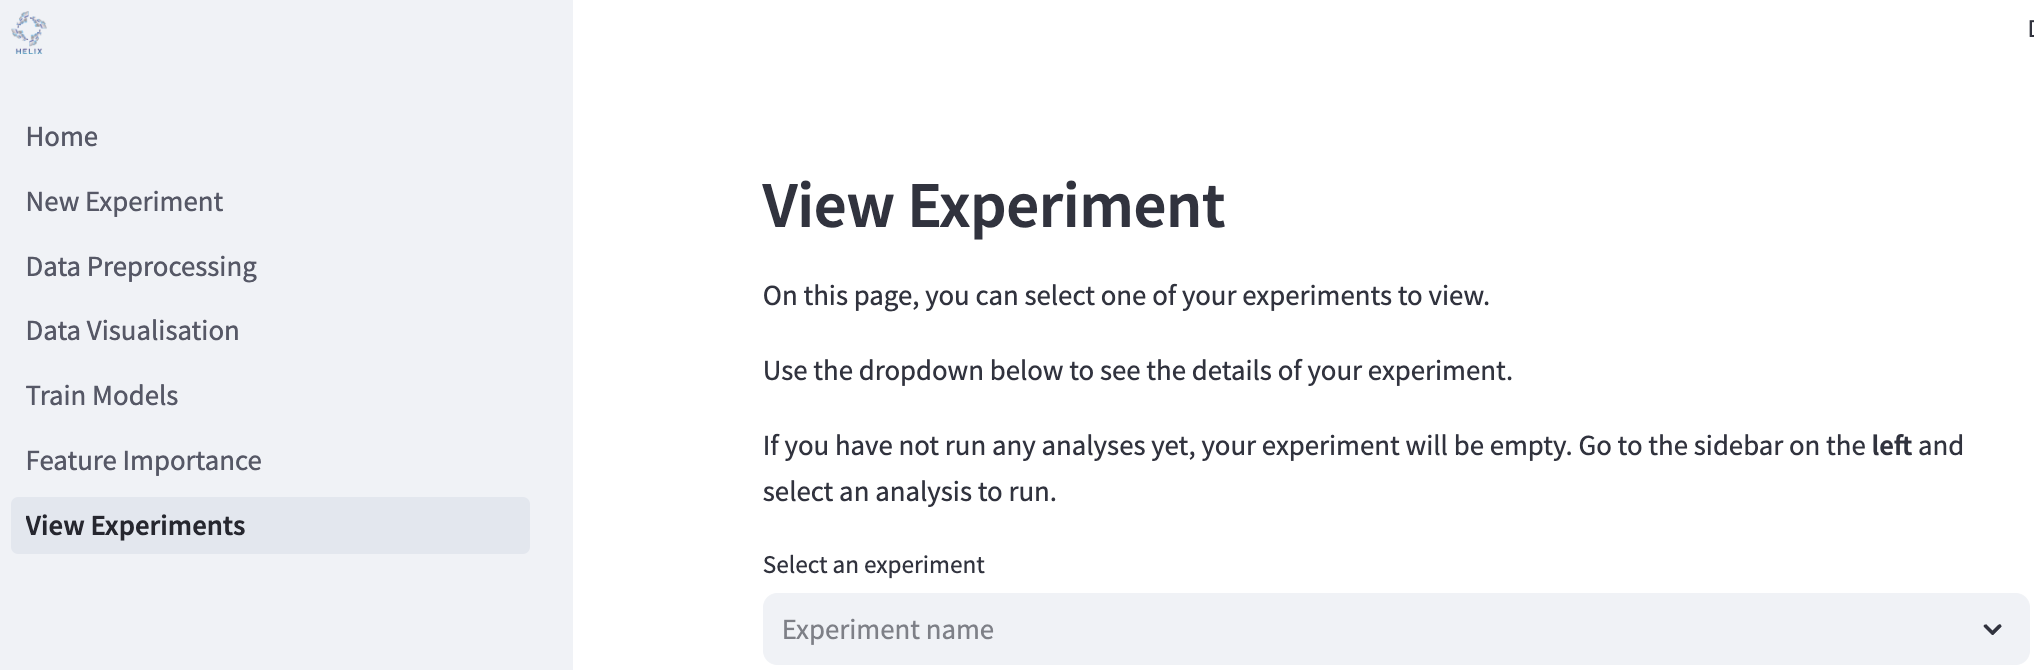 HELIX
Home
New Experiment
Data Preprocessing
Data Visualisation
Train Models
Feature Importance
View Experiments
View Experiment
On this page, you can select one of your experiments to view.
Use the dropdown below to see the details of your experiment.
If you have not run any analyses yet, your experiment will be empty. Go to the sidebar on the left and
select an analysis to run.
Select an experiment
Experiment name